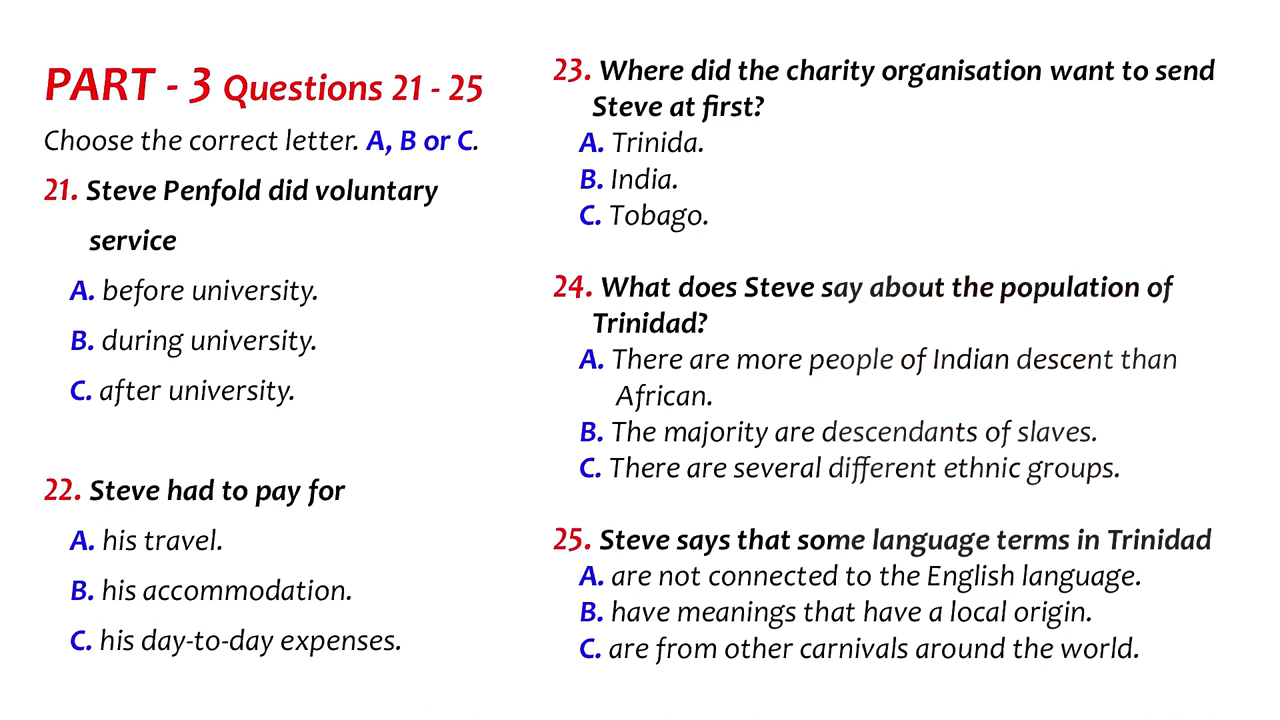 PART - 3 Questions 21 - 25
Choose the correct letter. A, B or C.
21. Steve Penfold did voluntary
service
A. before university.
B. during university.
C. after university.
22. Steve had to pay for
A. his travel.
B. his accommodation.
C. his day-to-day expenses.
23. Where did the charity organisation want to send
Steve at first?
A. Trinida.
B. India.
C. Tobago.
24. What does Steve say about the population of
Trinidad?
A. There are more people of Indian descent than
African.
B. The majority are descendants of slaves.
C. There are several different ethnic groups.
25. Steve says that some language terms in Trinidad
A. are not connected to the English language.
B. have meanings that have a local origin.
C. are from other carnivals around the world.